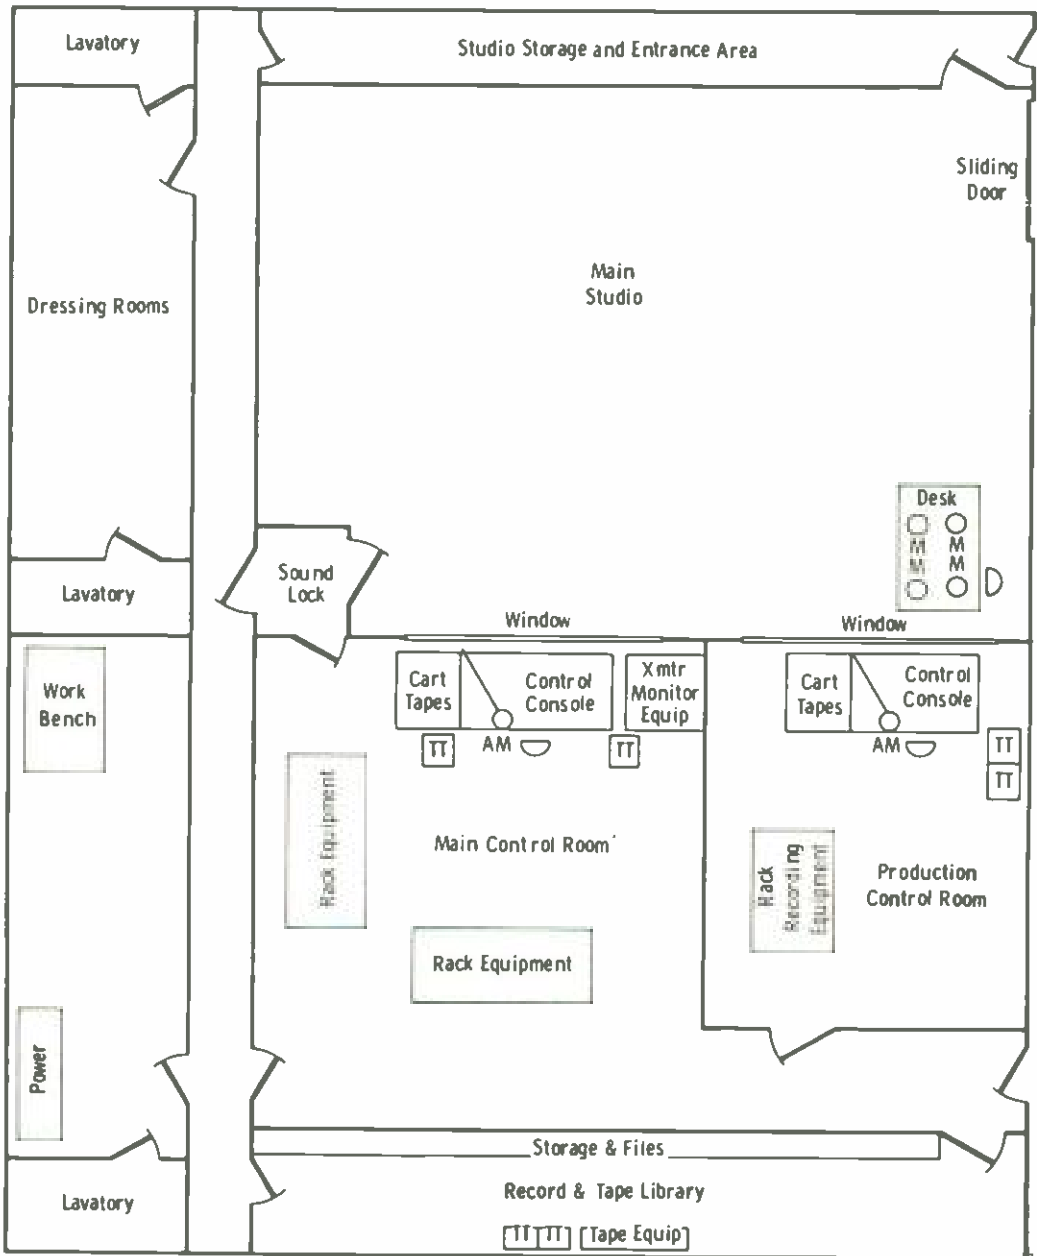 Lavatory
Studio Storage and Entrance Area
Sliding
Door
Main
Studio
Dressing Rooms
Desk
M M
M M
Sound
Lock
Lavatory
Window
Window
Work
Bench
Cart
Tapes
Control
Console
Xmtr
Monitor
Equip
Cart
Tapes
Control
Console
TT
AM
TT
AM
TT
TT
Rack Equipment
Main Control Room
Rack
Recording
Equipment
Production
Control Room
Rack Equipment
Power
Storage & Files
Record & Tape Library
Lavatory
TT TT
Tape Equip